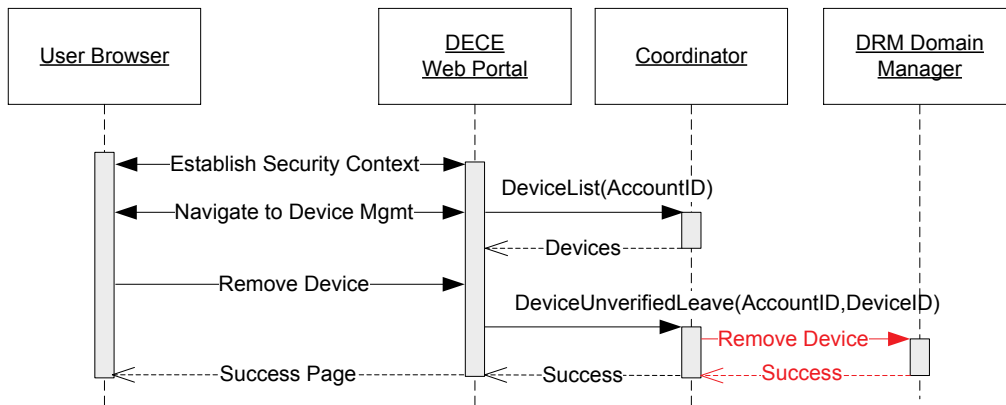 User Browser
DECE
Web Portal
Coordinator
DRM Domain
Manager
Establish Security Context
DeviceList(AccountID)
Navigate to Device Mgmt
Devices
Remove Device
DeviceUnverifiedLeave(AccountID,DeviceID)
Remove Device
Success Page
Success
Success